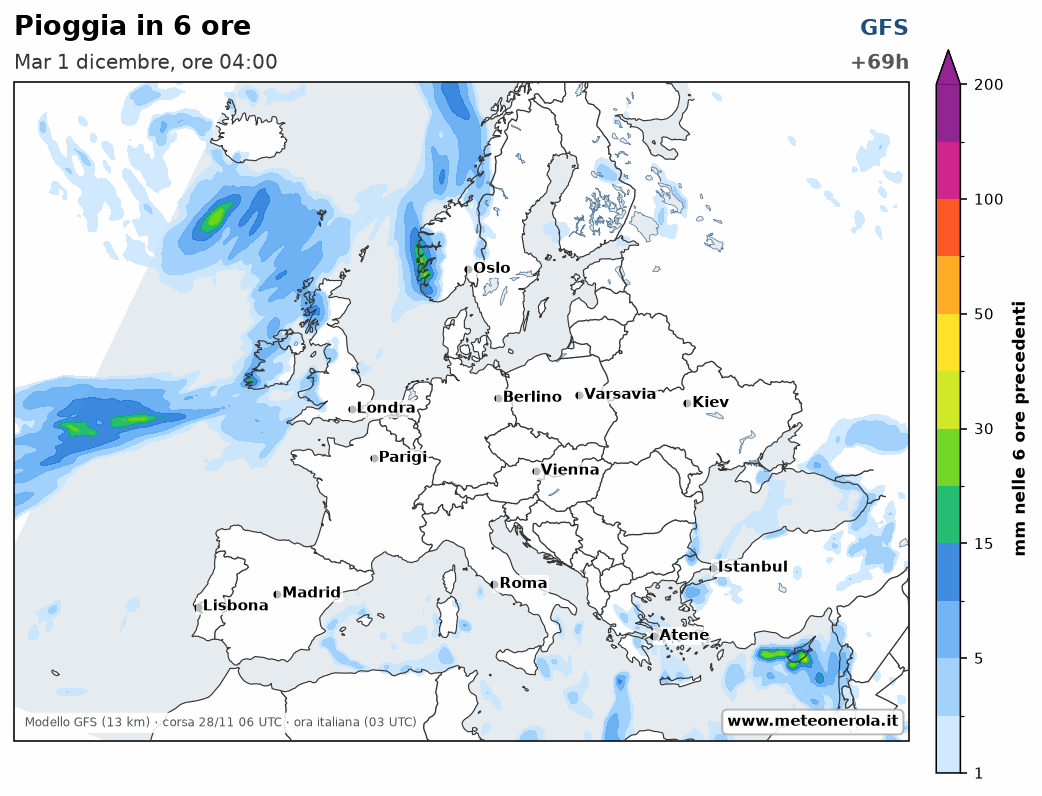 Pioggia in 6 ore
GFS
Mar 1 dicembre, ore 04:00
+69h
200
100
50
30
15
5
1
mm nelle 6 ore precedenti
Oslo
Londra
Berlino
Varsavia
Kiev
Parigi
Vienna
Istanbul
Roma
Madrid
Lisbona
Atene
Modello GFS (13 km) · corsa 28/11 06 UTC · ora italiana (03 UTC)
www.meteonerola.it